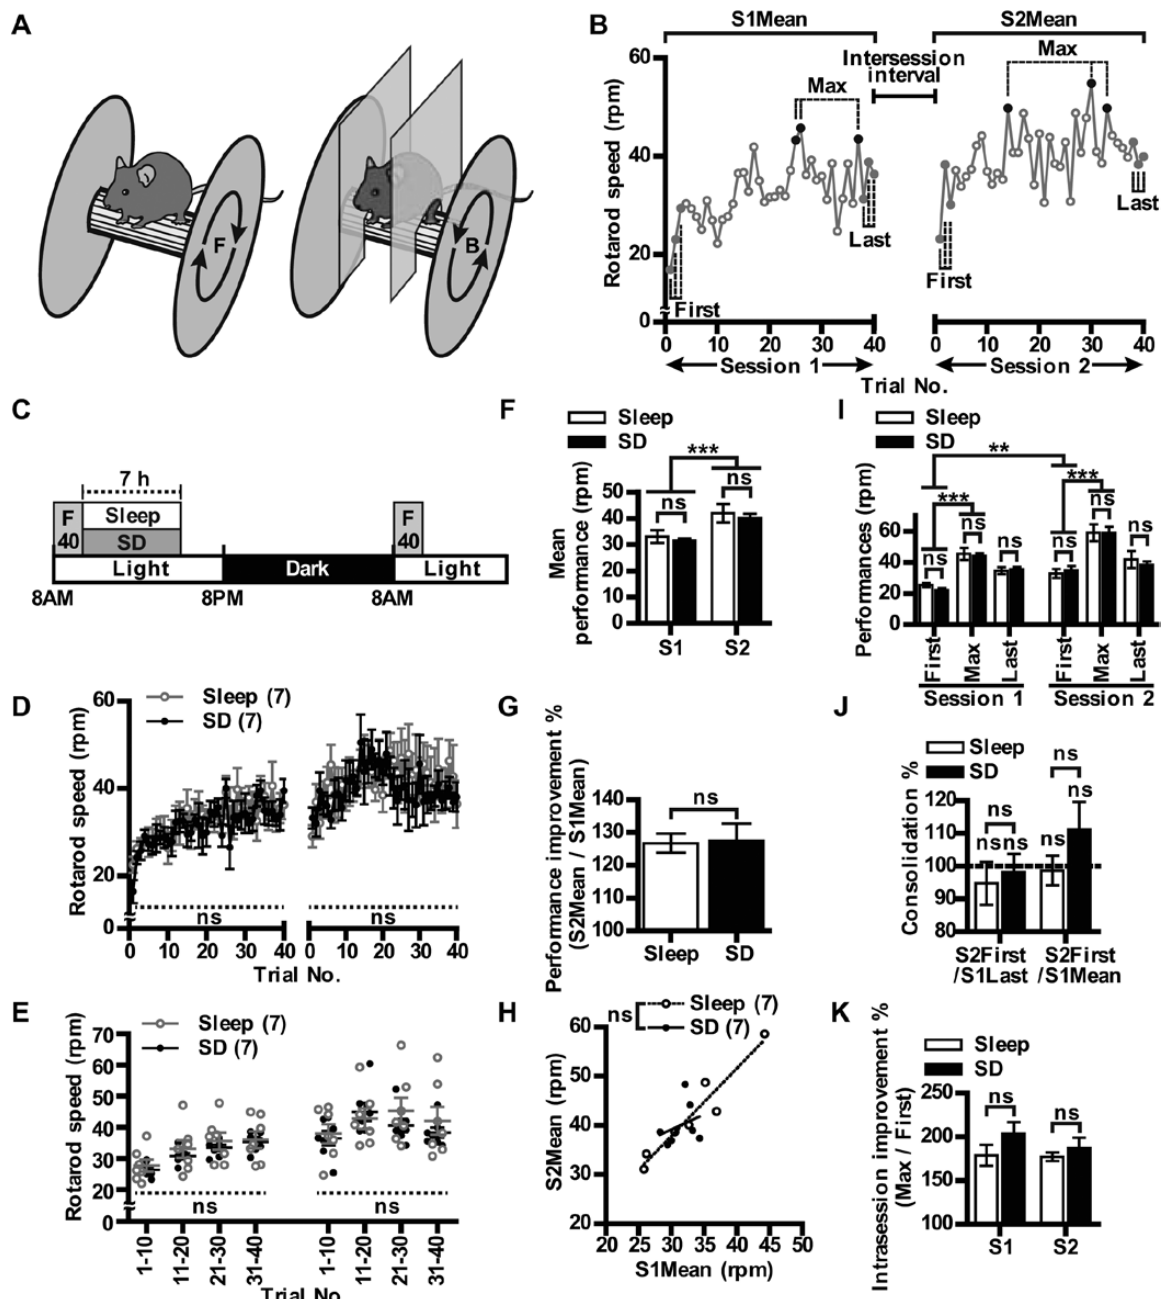 A
F
B
B
S1Mean
S2Mean
Rotarod speed (rpm)
60
40
20
0
Max
Intersession
interval
Max
First
Last
First
Last
0 10 20 30 40
0 10 20 30 40
Session 1
Session 2
Trial No.
C
7 h
F
40
Sleep
SD
F
40
Light
Dark
Light
8AM
8PM
8AM
D
Sleep (7)
SD (7)
Rotarod speed (rpm)
60
40
20
0
ns
ns
0 10 20 30 40
0 10 20 30 40
Trial No.
E
Sleep (7)
SD (7)
Rotarod speed (rpm)
70
60
50
40
30
20
0
ns
ns
1-10
11-20
21-30
31-40
1-10
11-20
21-30
31-40
Trial No
F
Sleep
SD
Mean
performance (rpm)
50
40
30
20
10
0
***
ns
ns
S1
S2
G
Performance improvement %
(S2Mean / S1Mean)
140
130
120
110
100
ns
Sleep
SD
H
ns
Sleep (7)
SD (7)
S2Mean (rpm)
60
50
40
30
20
20 25 30 35 40 45 50
S1Mean (rpm)
I
Sleep
SD
Performances (rpm)
60
40
20
0
**
***
***
ns
ns
ns
ns
ns
ns
First
Max
Last
First
Max
Last
Session 1
Session 2
J
Sleep
SD
Consolidation %
120
110
100
90
80
ns
ns ns
ns
ns
ns
S2First
/S1Last
S2First
/S1Mean
K
Sleep
SD
Intrasession improvement %
(Max / First)
250
200
150
100
ns
ns
S1
S2